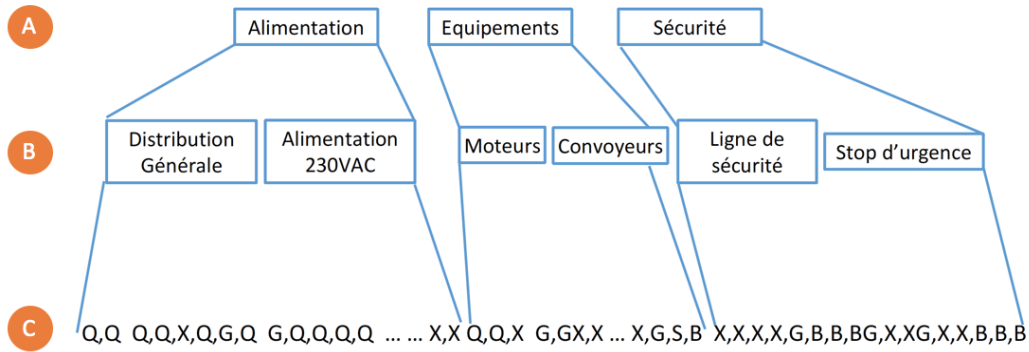 A
Alimentation
Equipements
Sécurité
B
Distribution
Générale
Alimentation
230VAC
Moteurs
Convoyeurs
Ligne de
sécurité
Stop d'urgence
C
Q,Q Q,Q,X,Q,G,Q G,Q,Q,Q,Q ... ... X,X Q,Q,X G,GX,X ... X,G,S,B X,X,X,X,G,B,B,BG,X,XG,X,X,B,B,B